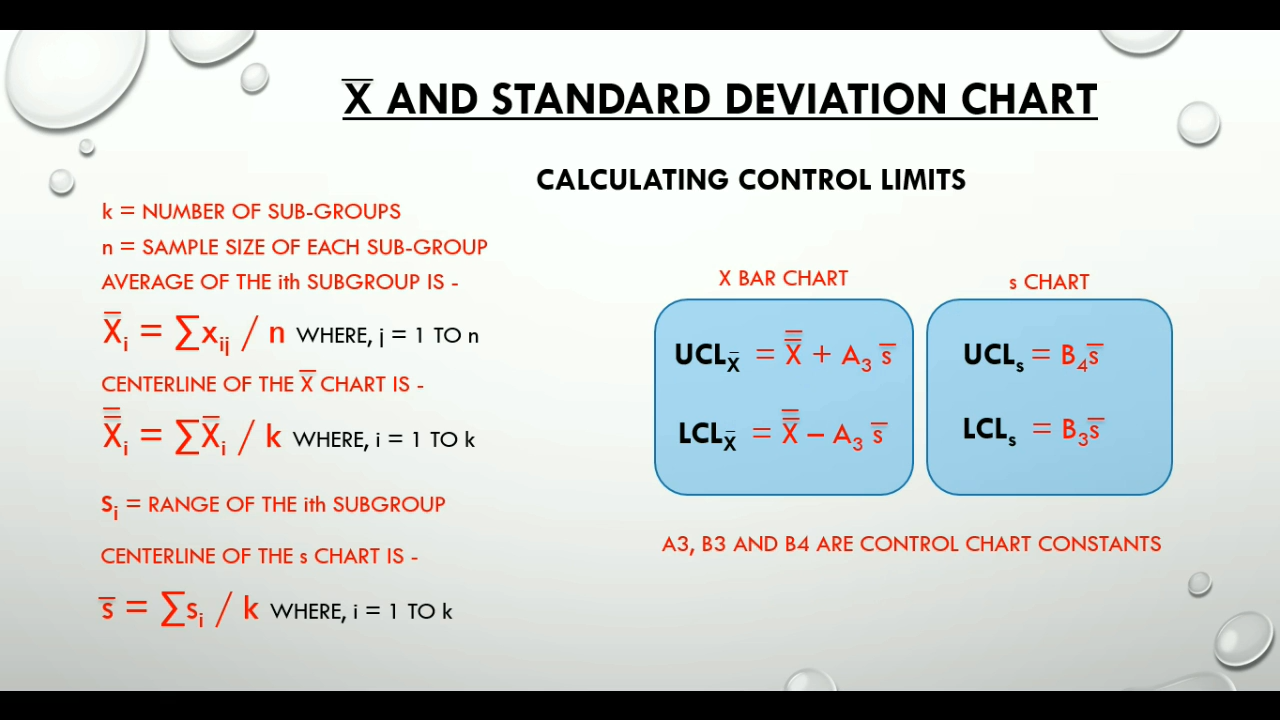 X̅ AND STANDARD DEVIATION CHART
CALCULATING CONTROL LIMITS
k = NUMBER OF SUB-GROUPS
n = SAMPLE SIZE OF EACH SUB-GROUP
AVERAGE OF THE ith SUBGROUP IS -
X̅ᵢ = ∑xᵢⱼ / n WHERE, j = 1 TO n
CENTERLINE OF THE X̅ CHART IS -
X̿ᵢ = ∑X̅ᵢ / k WHERE, i = 1 TO k
Sᵢ = RANGE OF THE ith SUBGROUP
CENTERLINE OF THE s CHART IS -
s̅ = ∑sᵢ / k WHERE, i = 1 TO k
X BAR CHART
UCL_X̅ = X̿ + A₃ s̅
LCL_X̅ = X̿ – A₃ s̅
s CHART
UCLₛ = B₄s̅
LCLₛ = B₃s̅
A3, B3 AND B4 ARE CONTROL CHART CONSTANTS